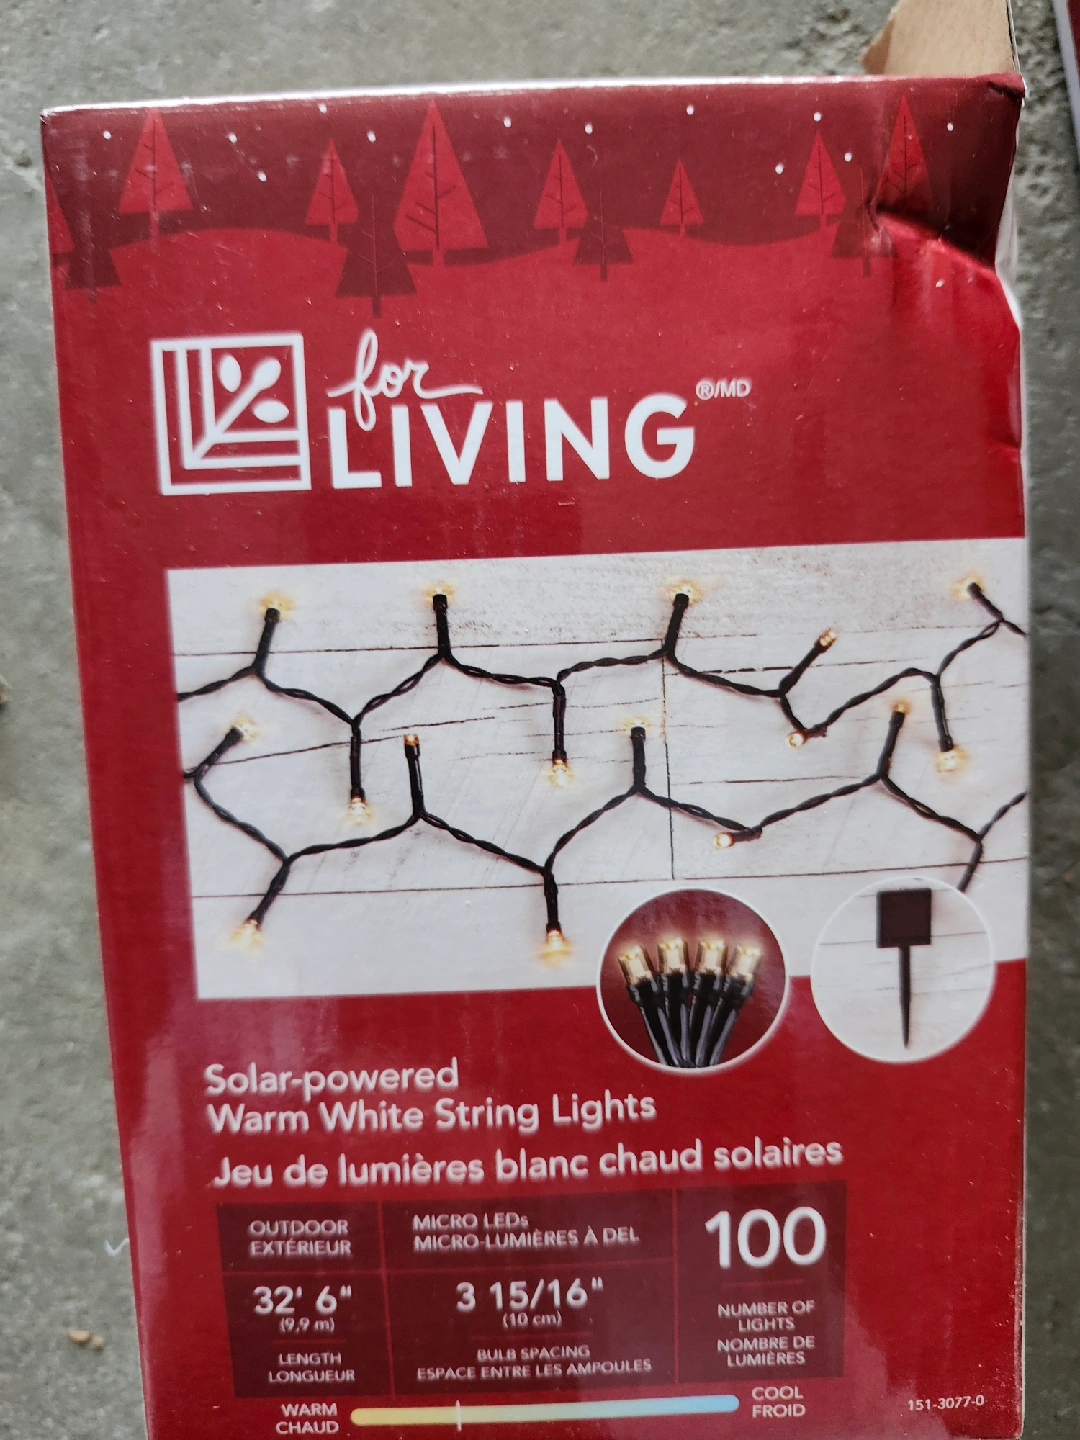 for
LIVING ®/MD
Solar-powered
Warm White String Lights
Jeu de lumières blanc chaud solaires
OUTDOOR
EXTÉRIEUR
32' 6"
(9,9 m)
LENGTH
LONGUEUR
MICRO LEDs
MICRO-LUMIÈRES À DEL
3 15/16"
(10 cm)
BULB SPACING
ESPACE ENTRE LES AMPOULES
100
NUMBER OF
LIGHTS
NOMBRE DE
LUMIÈRES
WARM
CHAUD
COOL
FROID
151-3077-0